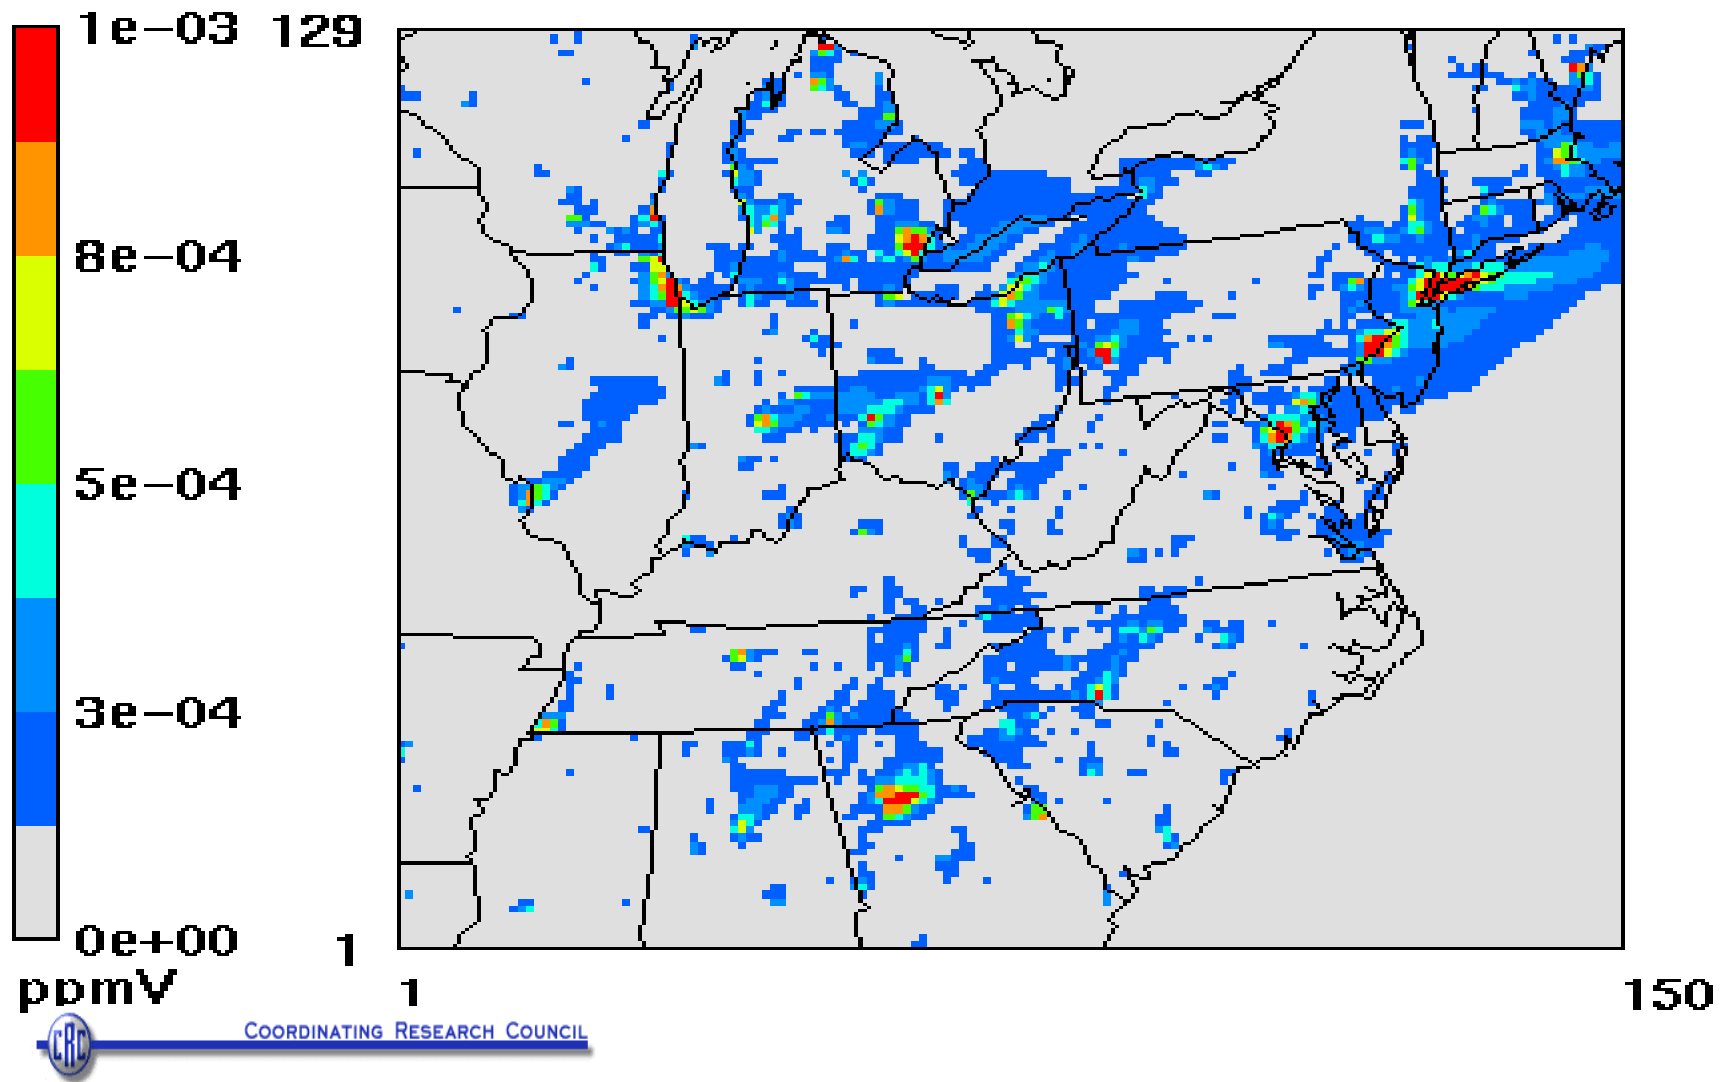 1e-03
129
8e-04
5e-04
3e-04
0e+00
1
ppmV
1
150
CRC
COORDINATING RESEARCH COUNCIL